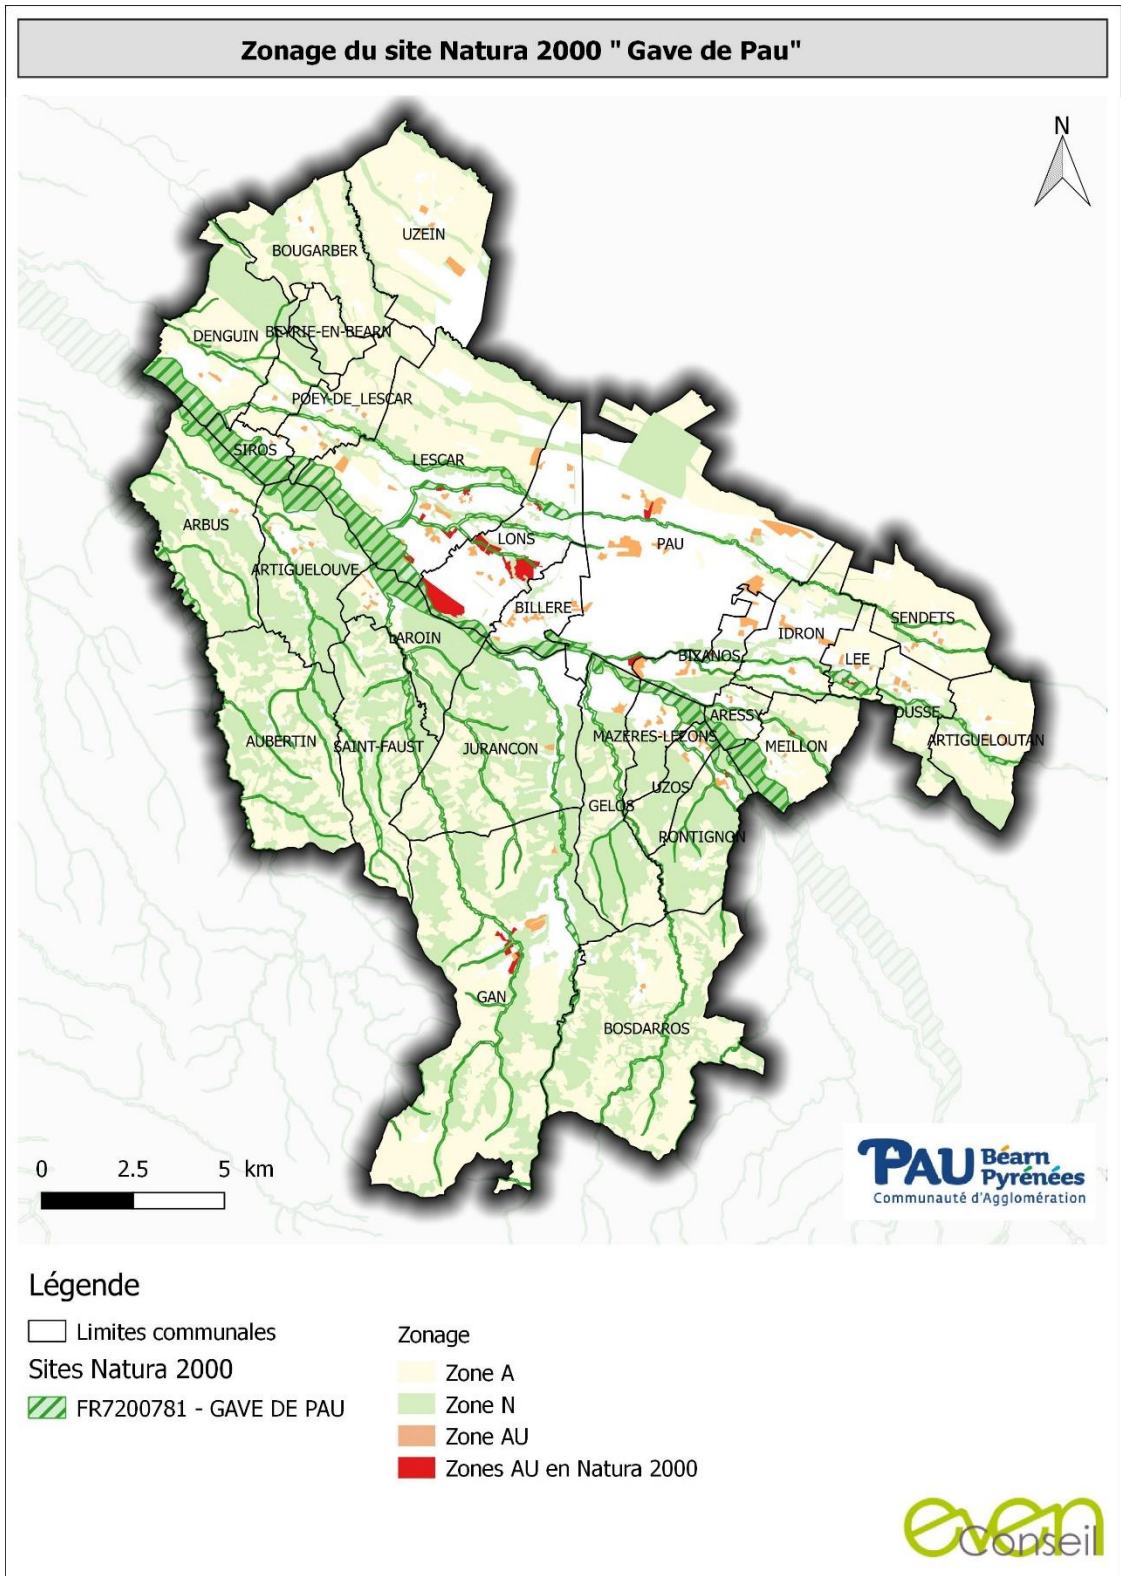 Zonage du site Natura 2000 " Gave de Pau"
N
UZEIN
BOUGARBER
DENGUIN
BEYRIE-EN-BEARN
POEY-DE_LESCAR
SIROS
LESCAR
ARBUS
LONS
PAU
ARTIGUELOUVE
BILLERE
SENDETS
IDRON
LAROIN
BIZANOS
LEE
ARESSY
OUSSE
AUBERTIN
SAINT-FAUST
JURANCON
MAZERES-LEZONS
MEILLON
ARTIGUELOUTAN
UZOS
GELOS
RONTIGNON
GAN
BOSDARROS
0 2.5 5 km
PAU Béarn
Pyrénées
Communauté d'Agglomération
Légende
Limites communales
Sites Natura 2000
FR7200781 - GAVE DE PAU
Zonage
Zone A
Zone N
Zone AU
Zones AU en Natura 2000
even
Conseil